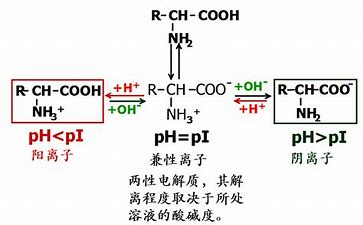 R-CH-COOH
NH₂
R-CH-COOH
NH₃⁺
+H⁺
+OH⁻
R-CH-COO⁻
NH₃⁺
+OH⁻
+H⁺
R-CH-COO⁻
NH₂
pH<pI
pH=pI
pH>pI
阳离子
兼性离子
阴离子
两性电解质，其解
离程度取决于所处
溶液的酸碱度。